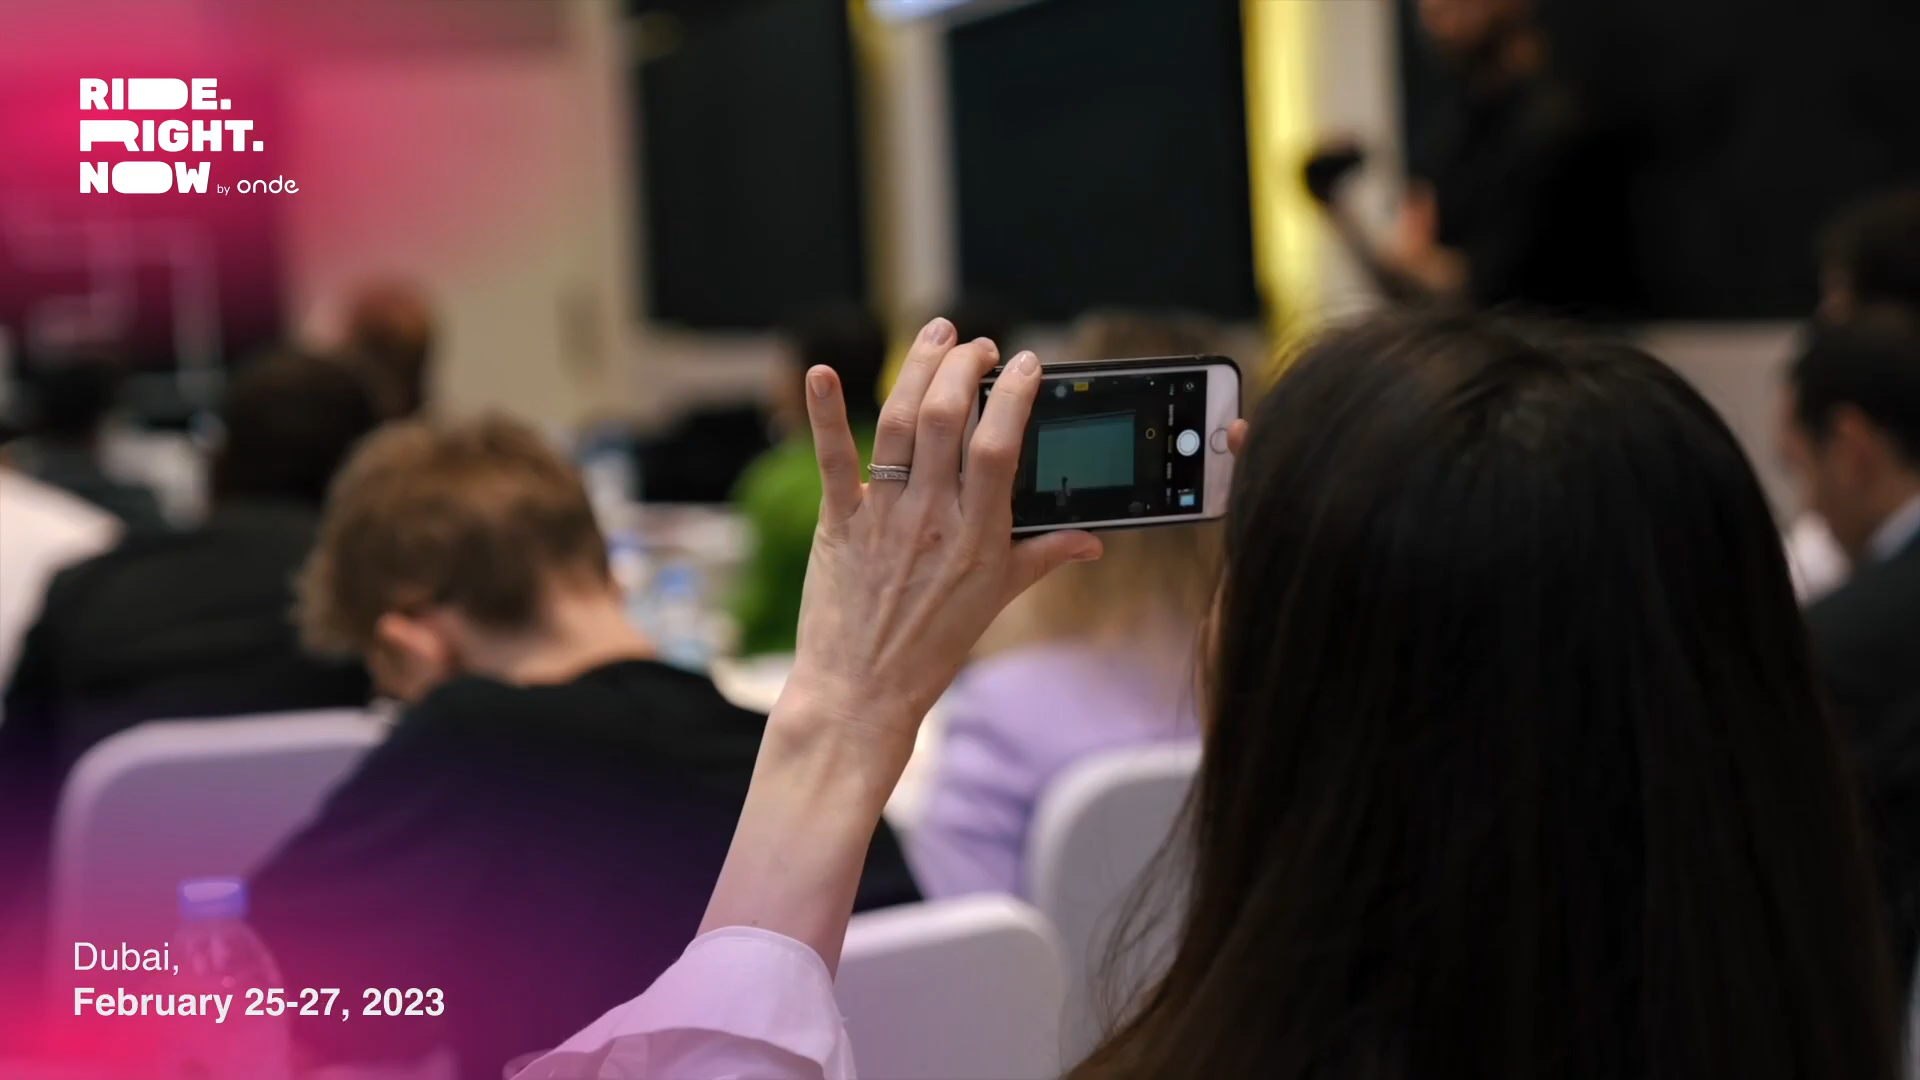 RIDE.
RIGHT.
NOW by onde
Dubai,
February 25-27, 2023